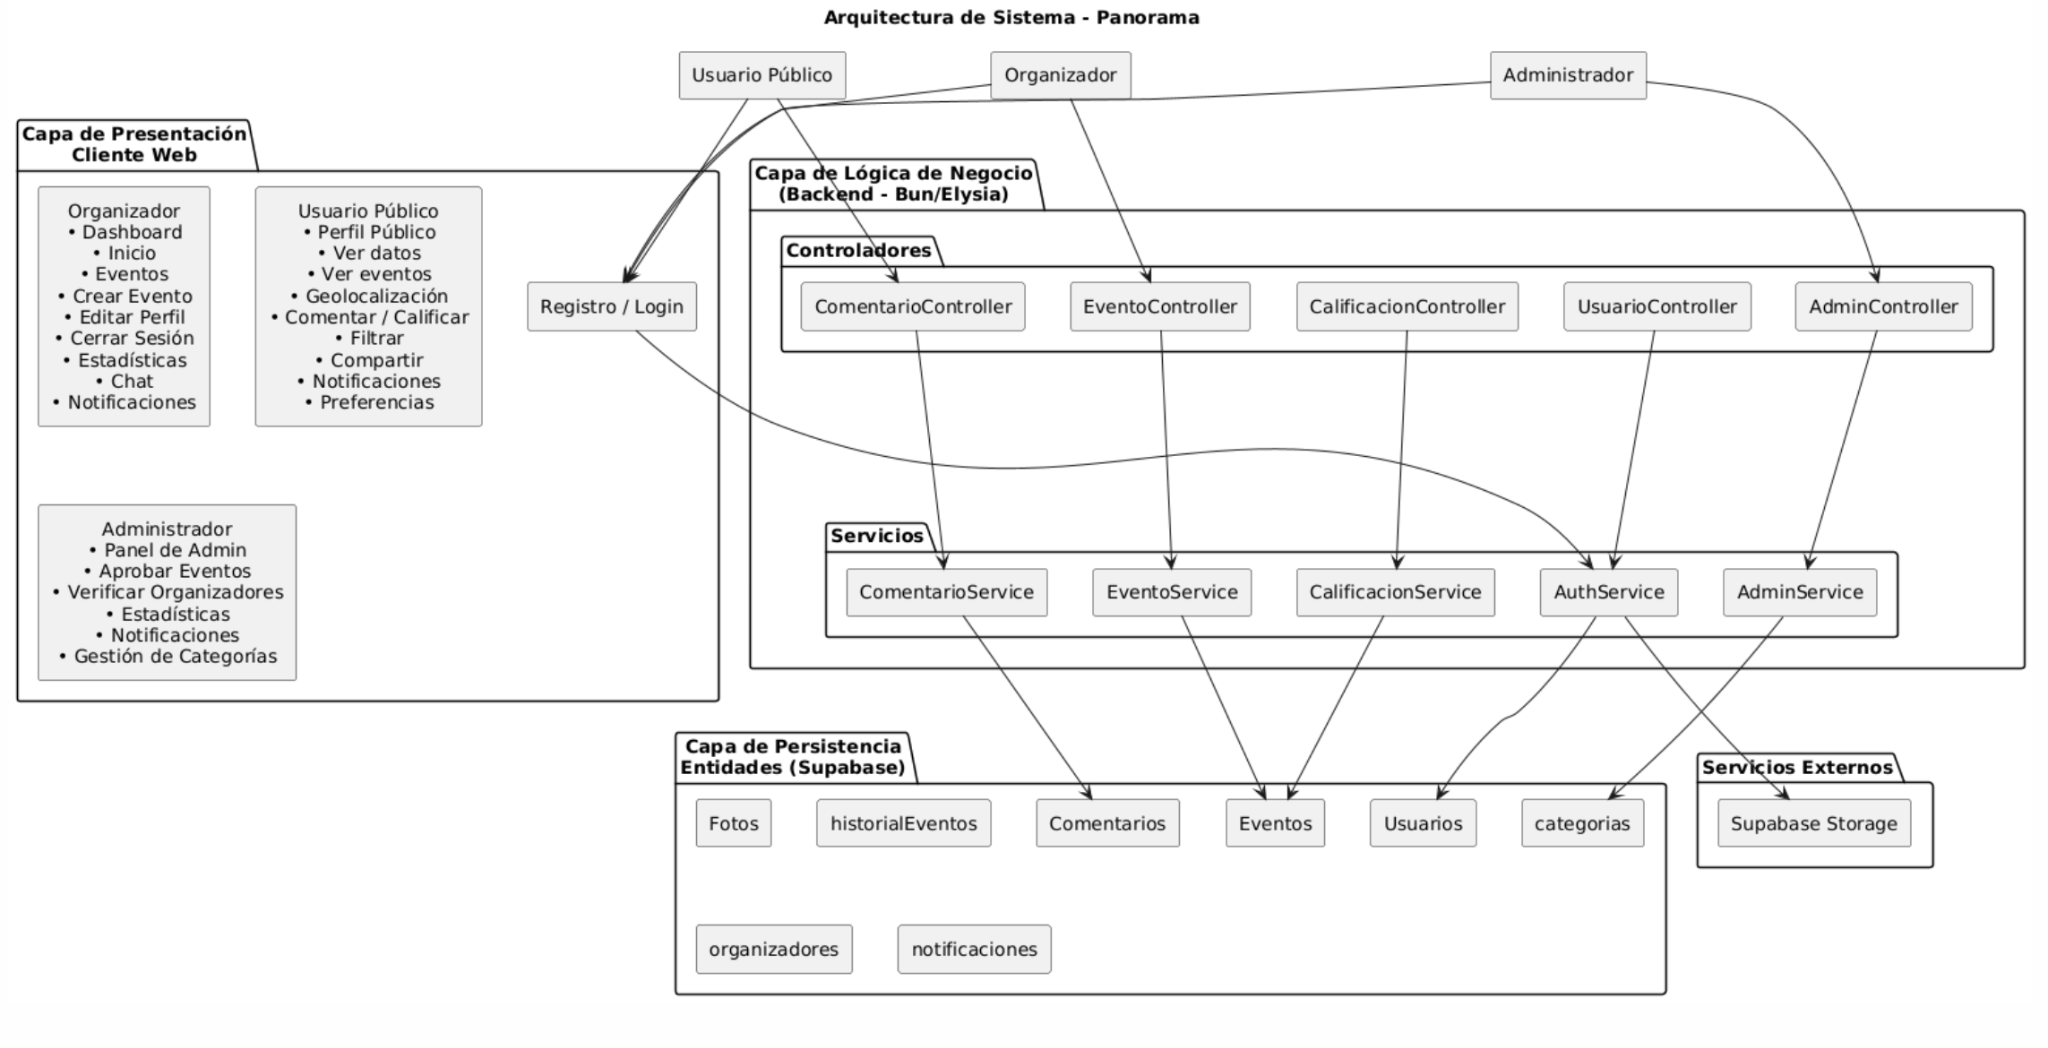 Arquitectura de Sistema - Panorama
Usuario Público
Organizador
Administrador
Capa de Presentación
Cliente Web
Organizador
• Dashboard
• Inicio
• Eventos
• Crear Evento
• Editar Perfil
• Cerrar Sesión
• Estadísticas
• Chat
• Notificaciones
Usuario Público
• Perfil Público
• Ver datos
• Ver eventos
• Geolocalización
• Comentar / Calificar
• Filtrar
• Compartir
• Notificaciones
• Preferencias
Registro / Login
Administrador
• Panel de Admin
• Aprobar Eventos
• Verificar Organizadores
• Estadísticas
• Notificaciones
• Gestión de Categorías
Capa de Lógica de Negocio
(Backend - Bun/Elysia)
Controladores
ComentarioController
EventoController
CalificacionController
UsuarioController
AdminController
Servicios
ComentarioService
EventoService
CalificacionService
AuthService
AdminService
Capa de Persistencia
Entidades (Supabase)
Fotos
historialEventos
Comentarios
Eventos
Usuarios
categorias
organizadores
notificaciones
Servicios Externos
Supabase Storage